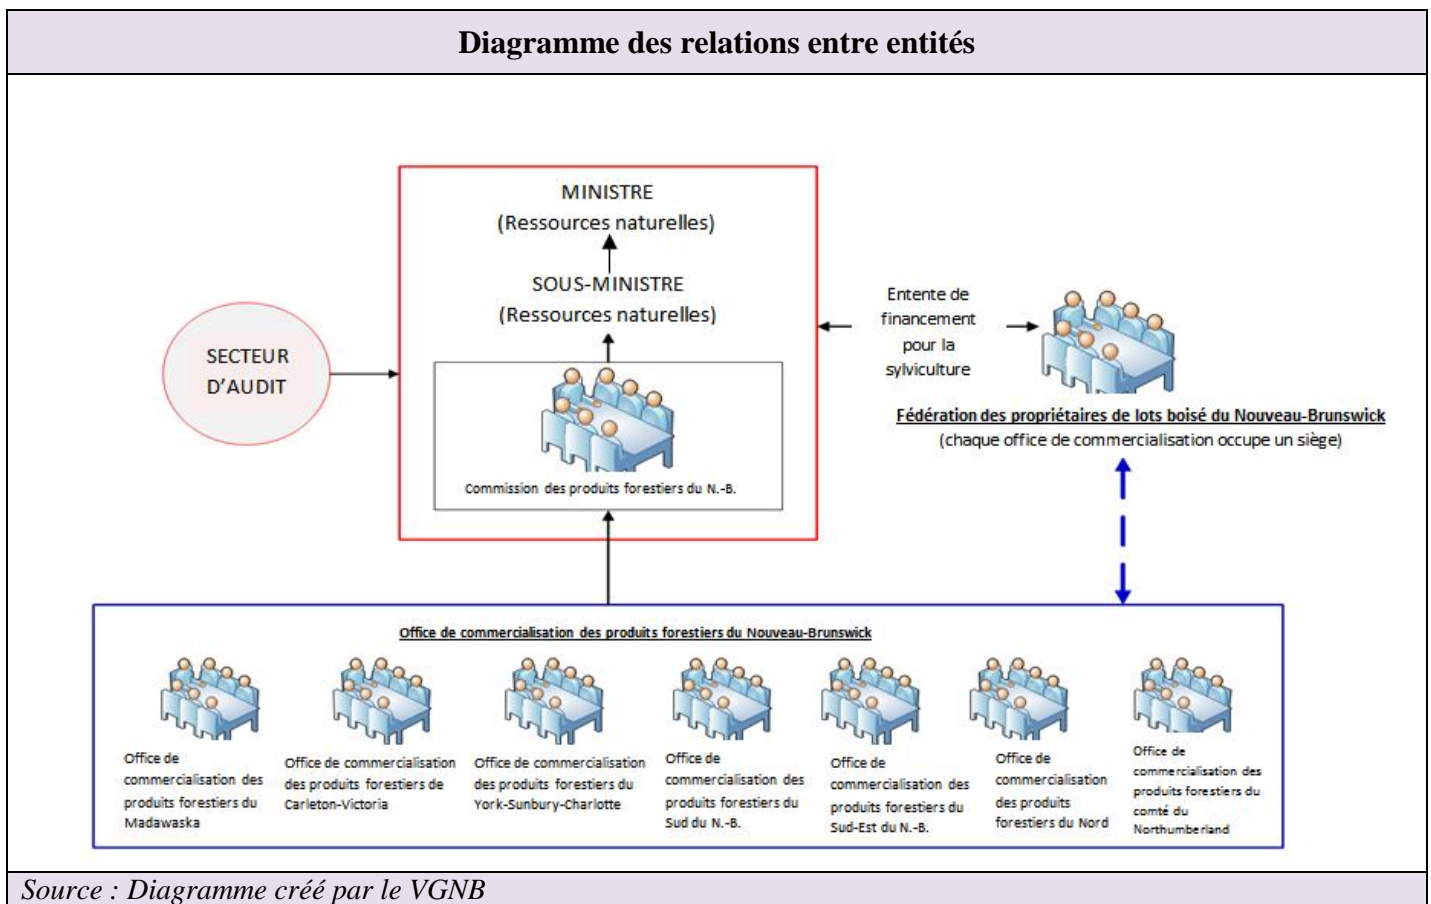 Diagramme des relations entre entités
MINISTRE
(Ressources naturelles)
SOUS-MINISTRE
(Ressources naturelles)
Commission des produits forestiers du N.-B.
SECTEUR
D'AUDIT
Entente de
financement
pour la
sylviculture
Fédération des propriétaires de lots boisé du Nouveau-Brunswick
(chaque office de commercialisation occupe un siège)
Office de commercialisation des produits forestiers du Nouveau-Brunswick
Office de
commercialisation des
produits forestiers du
Madawaska
Office de commercialisation
des produits forestiers de
Carleton-Victoria
Office de commercialisation
des produits forestiers du
York-Sunbury-Charlotte
Office de
commercialisation des
produits forestiers du
Sud du N.-B.
Office de
commercialisation des
produits forestiers du
Sud-Est du N.-B.
Office de
commercialisation
des produits
forestiers du Nord
Office de
commercialisation des
produits forestiers du
comté du
Northumberland
Source : Diagramme créé par le VGNB